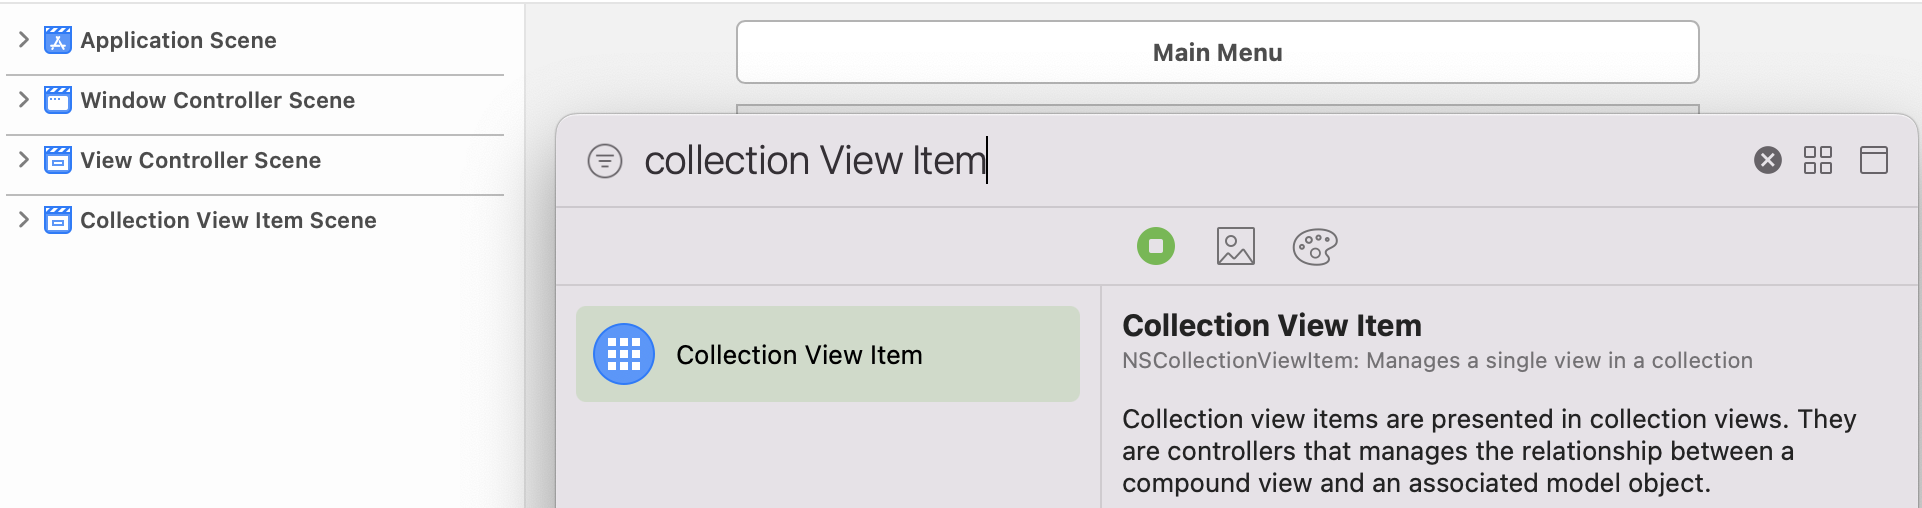 Application Scene
Window Controller Scene
View Controller Scene
Collection View Item Scene
Main Menu
collection View Item
Collection View Item
Collection View Item
NSCollectionViewItem: Manages a single view in a collection
Collection view items are presented in collection views. They
are controllers that manages the relationship between a
compound view and an associated model object.